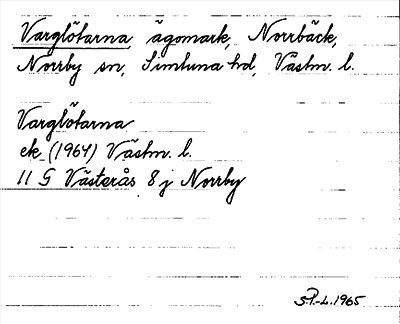 Varglötarna ägomark, Norrbäck,
Norrby sn, Simtuna hd, Västm. l.
Varglötarna
ek (1964) Västm. l.
11 G Västerås 8 j Norrby
S.P.-L. 1965